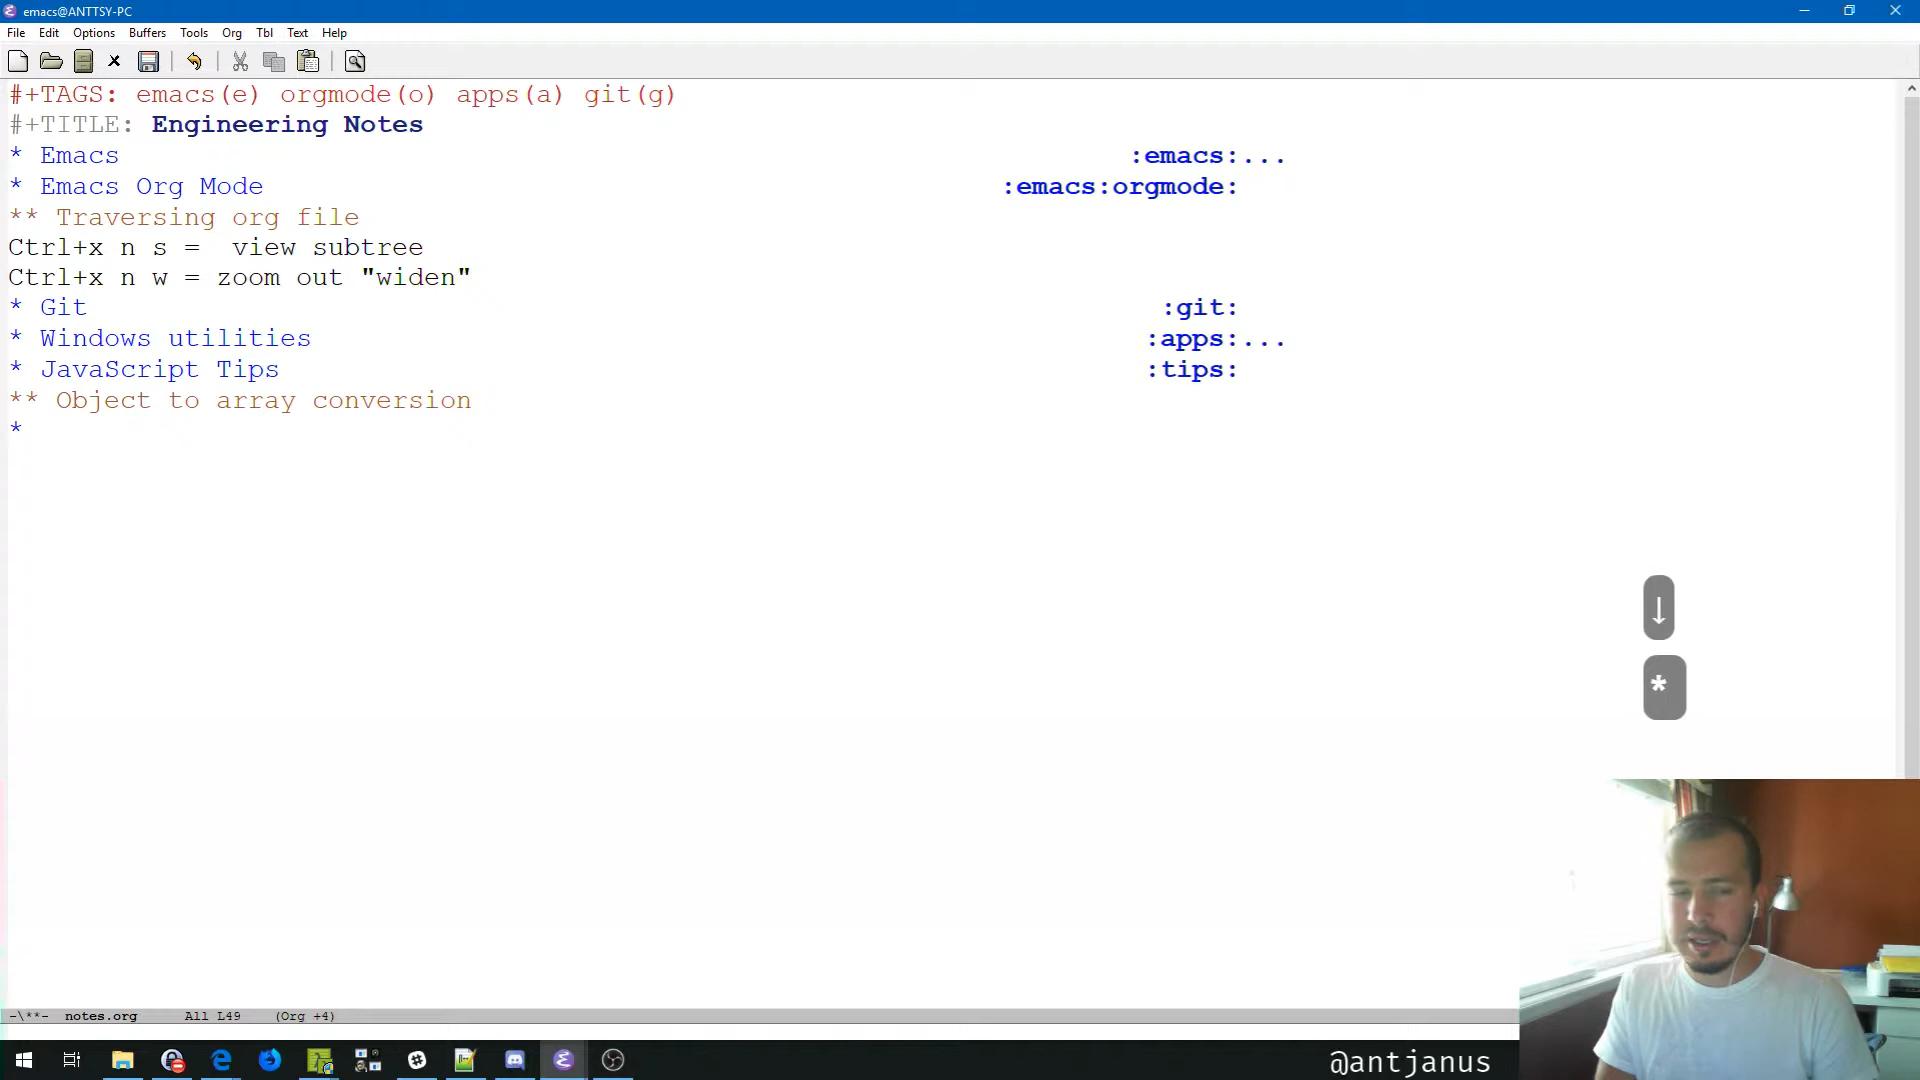 emacs@ANTTSY-PC
File Edit Options Buffers Tools Org Tbl Text Help
#+TAGS: emacs(e) orgmode(o) apps(a) git(g)
#+TITLE: Engineering Notes
* Emacs :emacs:...
* Emacs Org Mode :emacs:orgmode:
** Traversing org file
Ctrl+x n s =  view subtree
Ctrl+x n w = zoom out "widen"
* Git :git:
* Windows utilities :apps:...
* JavaScript Tips :tips:
** Object to array conversion
*
↓
*
-\**-  notes.org      All L49    (Org +4)
@antjanus